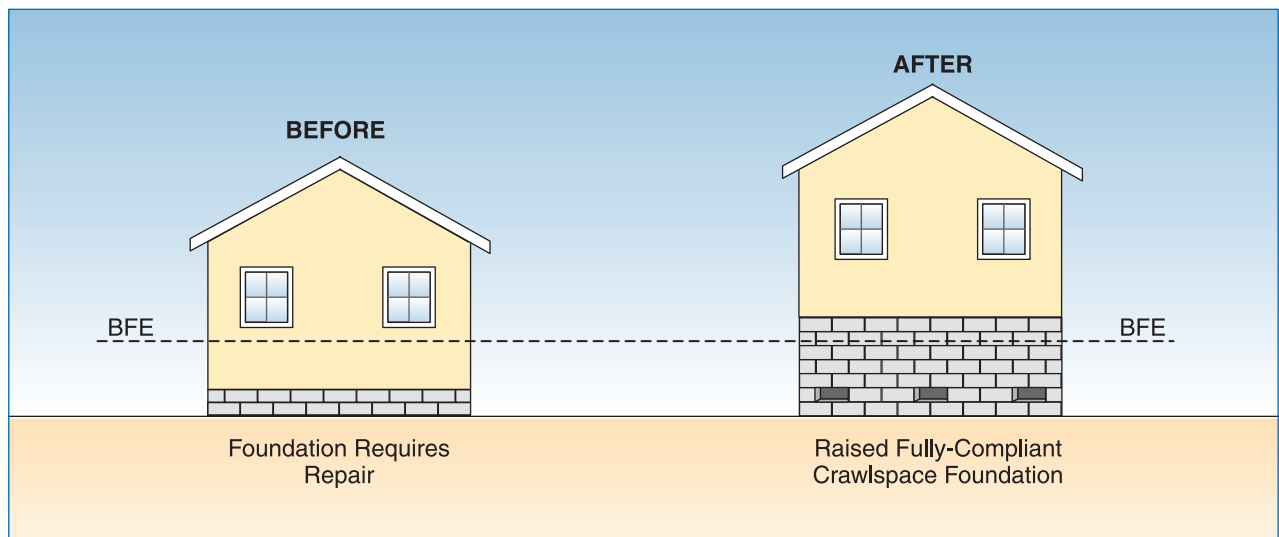 BEFORE
AFTER
BFE
BFE
Foundation Requires
Repair
Raised Fully-Compliant
Crawlspace Foundation